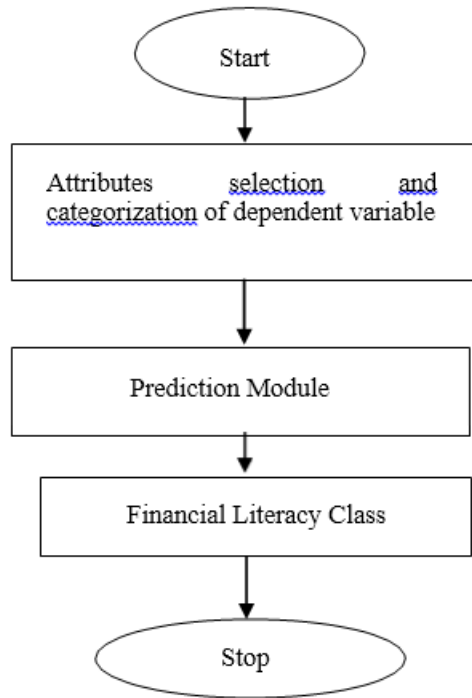 Start
Attributes selection and
categorization of dependent variable
Prediction Module
Financial Literacy Class
Stop